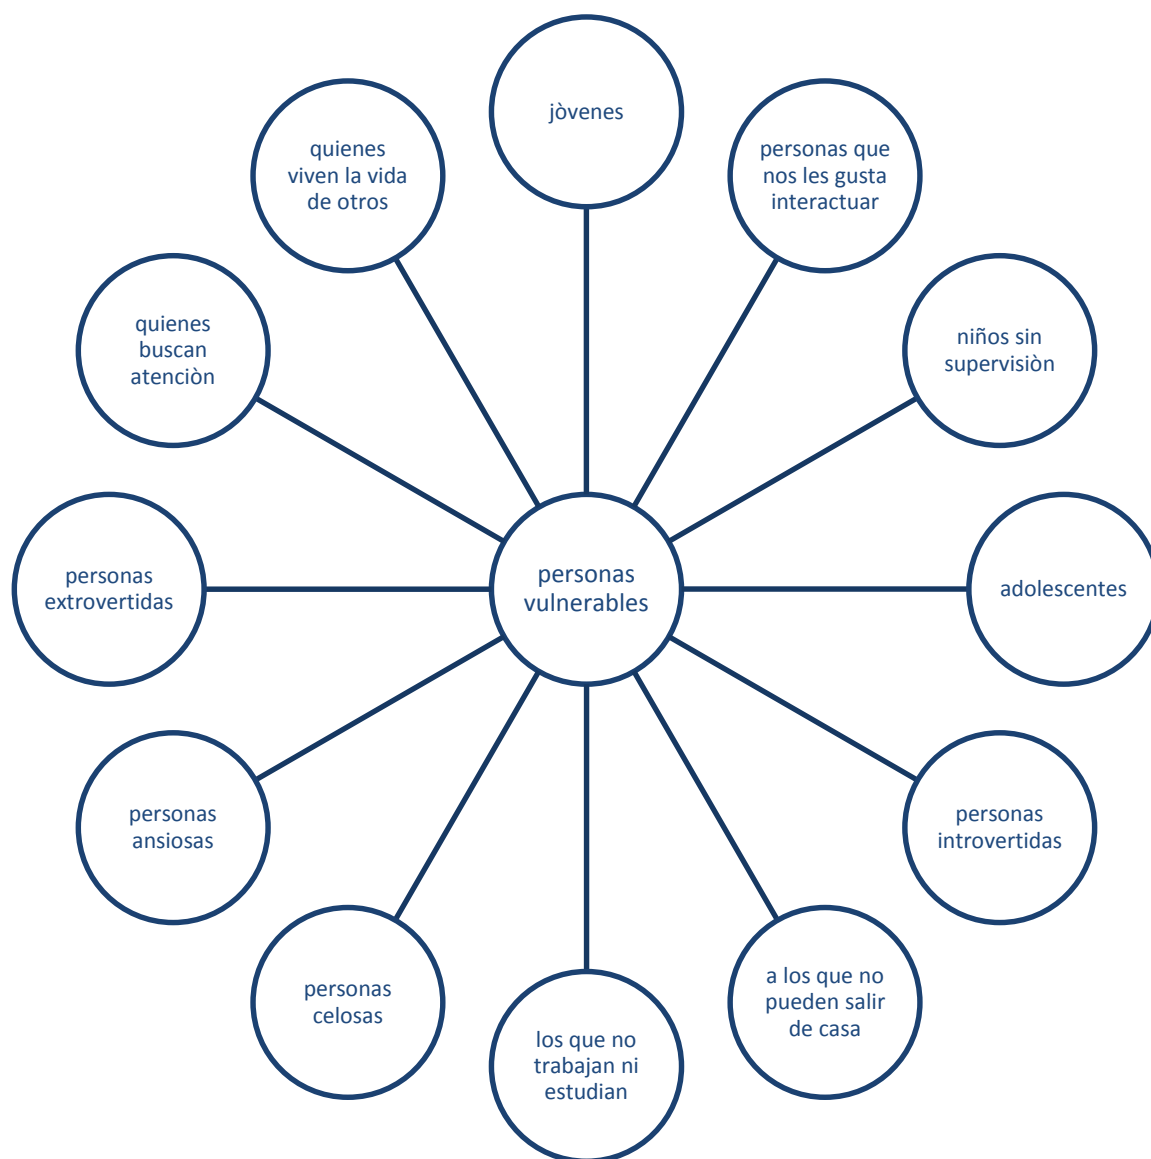 jòvenes
personas que
nos les gusta
interactuar
niños sin
supervisiòn
adolescentes
personas
introvertidas
a los que no
pueden salir
de casa
los que no
trabajan ni
estudian
personas
celosas
personas
ansiosas
personas
extrovertidas
quienes
buscan
atenciòn
quienes
viven la vida
de otros
personas
vulnerables